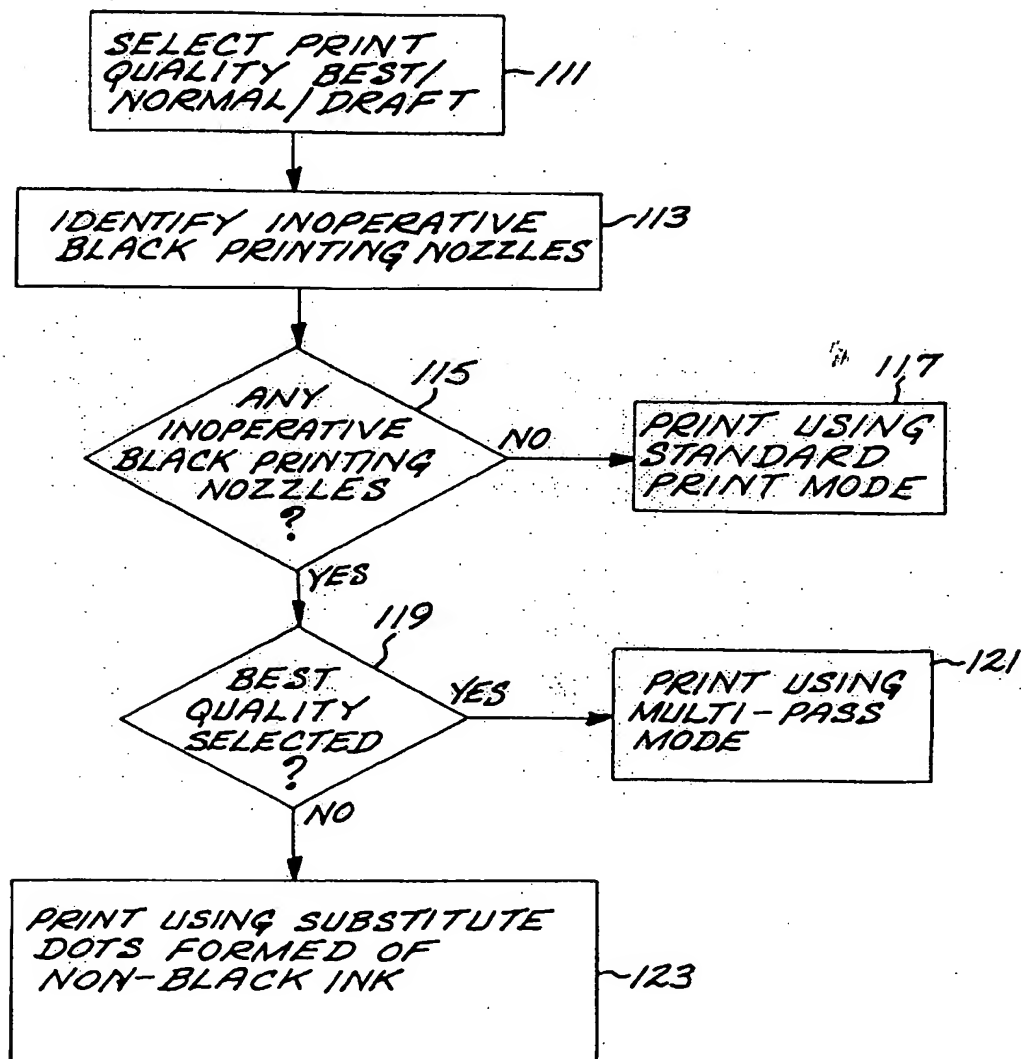 SELECT PRINT
QUALITY BEST/
NORMAL/DRAFT
111
IDENTIFY INOPERATIVE
BLACK PRINTING NOZZLES
113
ANY
INOPERATIVE
BLACK PRINTING
NOZZLES
?
115
NO
117
PRINT USING
STANDARD
PRINT MODE
YES
119
BEST
QUALITY
SELECTED
?
YES
121
PRINT USING
MULTI-PASS
MODE
NO
PRINT USING SUBSTITUTE
DOTS FORMED OF
NON-BLACK INK
123